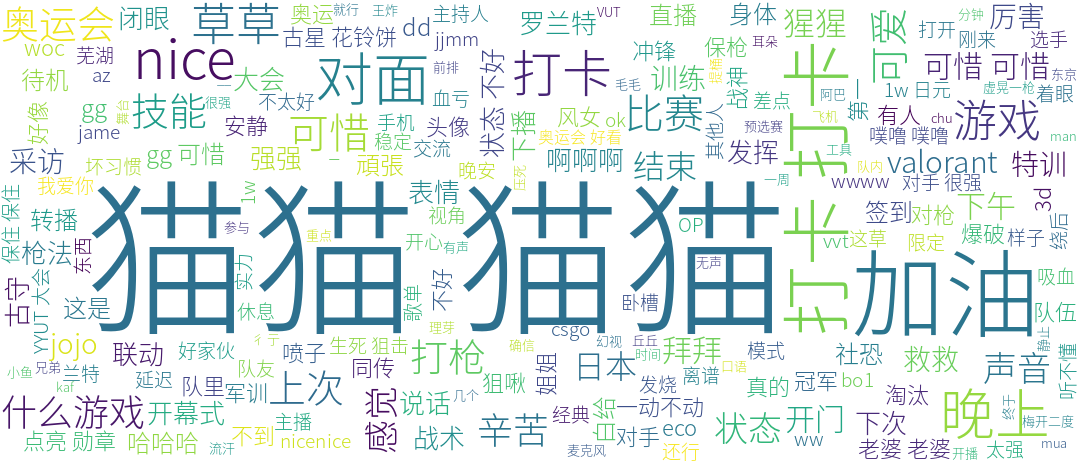 奥运会 闭眼 草草 奥运 就行 王炸 主持人 罗兰特 VUT 直播 身体 猩猩 可爱 打开 分钟 厉害
woc 芜湖 nice 古星 花铃饼 dd jjmm 冲锋 保枪 耳朵 刚来 选手
待机 az 大会 对面 前排 不好 打卡 毛毛 训练 战神 打卡 可惜 可惜 东京
好像 gg 技能 很强 不太好 血亏 状态 比赛 差点 阿巴 第一 1w 日元 虚晃一枪 着眼
jame 安静 可惜 手机 头像 下播 风女 ok 其他人 预选赛 飞机 有人 chu 游戏
采访 gg 可惜 强强 稳定 交流 奥运会 好看 发挥 工具 噗噜 噗噜 man
坏习惯 頑張 晚安 啊啊啊 结束 一周 队内 valorant 特训
我爱你 1w 表情 庄死 wwww 对手 很强 3d
保住 保住 转播 参与 视角 OP 签到 对枪 下午
枪法 东西 重点 开心 有声 无声 vvt 这草 限定 爆破 样子 绕后
猫猫 猫猫 打卡 加油
古守 YYUT 大会 这是 实力 休息 歌单 不好 卧槽 吸血
理芽 csgo 队伍
jojo 联动 好家伙 彳亍 生死 狙击 打枪 确信 幻视 丘丘 拜拜 模式 社恐 救救 声音 静止 听不懂
小鱼 兄弟 兰特 延迟 队友 喷子 同传 狙啾 姐姐 日本 时间 离谱 口语
kaf 队里 军训 上次 几个 发烧 真的 冠军 bo1 淘汰 晚上 终于
什么游戏 开幕式 主播 感觉 说话 经典 白给 一动不动 状态 开门 下次 梅开二度
点亮 勋章 哈哈哈 不到 nicenice 战术 辛苦 对手 eco ww 老婆 老婆 太强
流汗 麦克风 还行 开播 mua